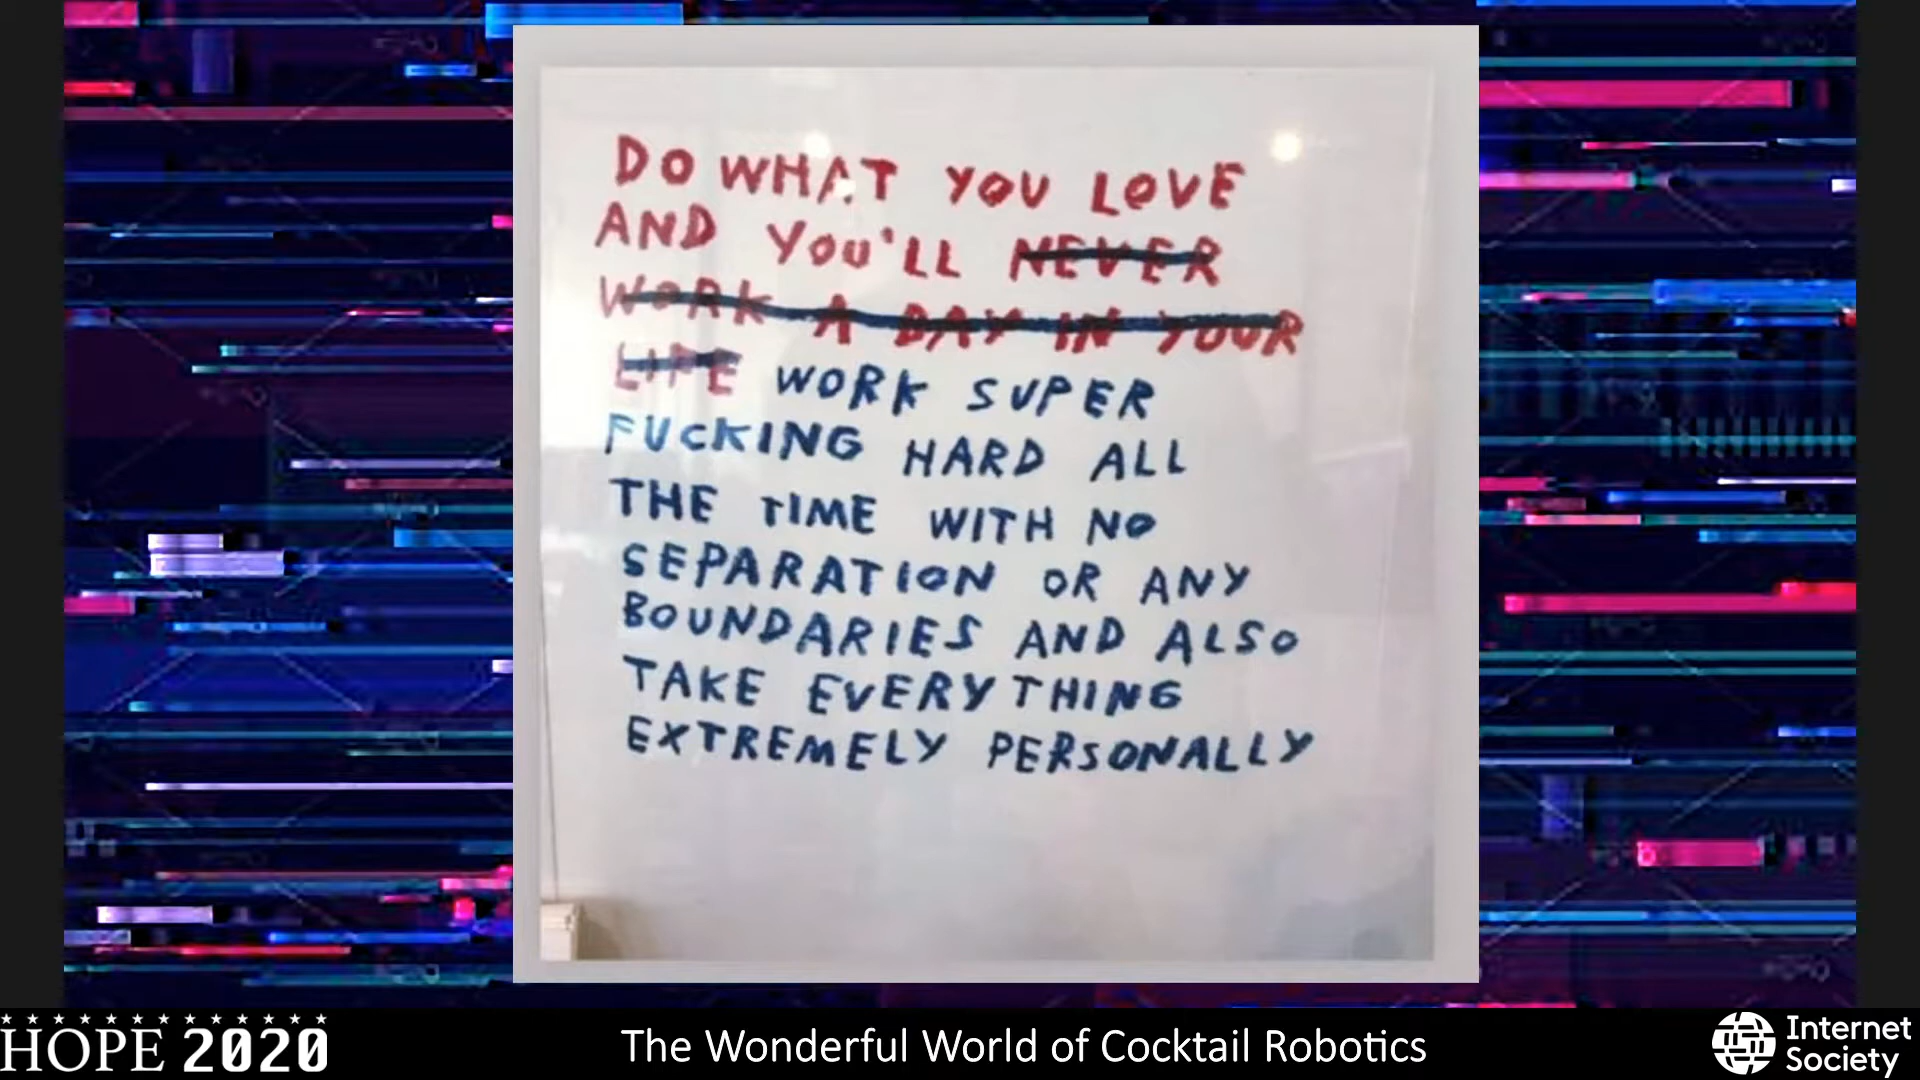 DO WHAT YOU LOVE
AND YOU'LL NEVER
WORK A DAY IN YOUR
LIFE WORK SUPER
FUCKING HARD ALL
THE TIME WITH NO
SEPARATION OR ANY
BOUNDARIES AND ALSO
TAKE EVERYTHING
EXTREMELY PERSONALLY
HOPE 2020
The Wonderful World of Cocktail Robotics
Internet
Society